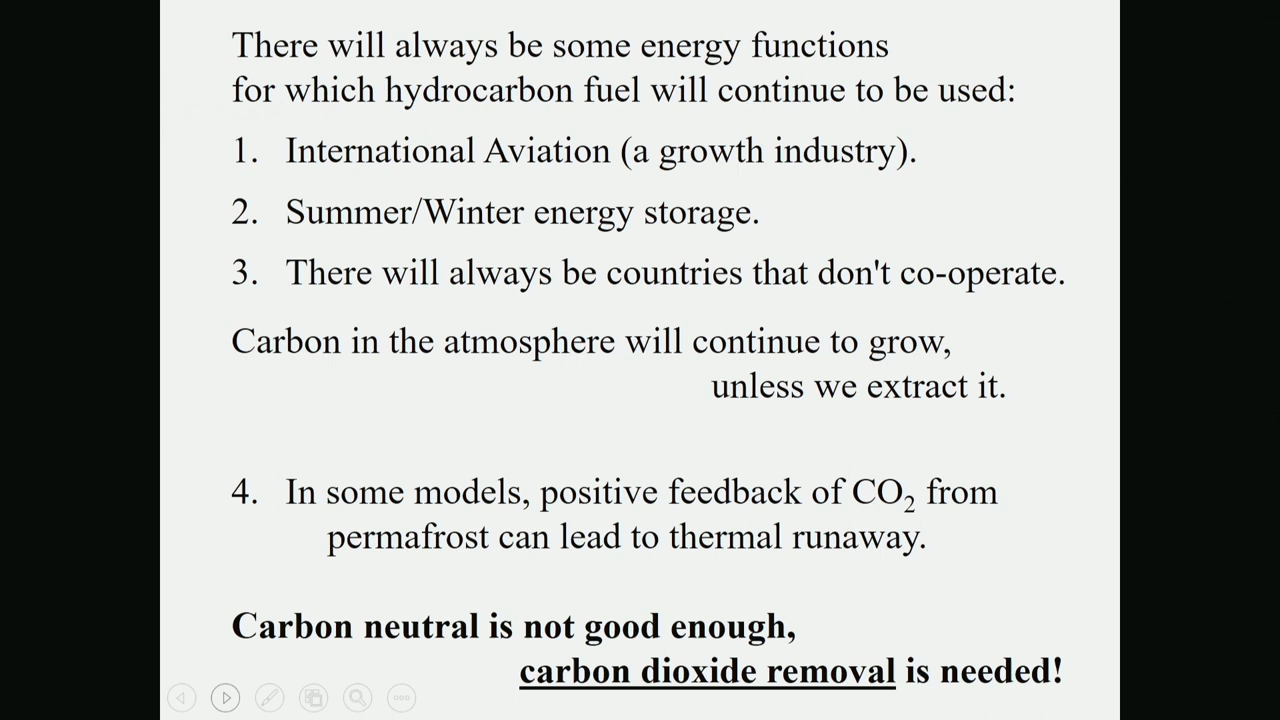 There will always be some energy functions
for which hydrocarbon fuel will continue to be used:
1. International Aviation (a growth industry).
2. Summer/Winter energy storage.
3. There will always be countries that don't co-operate.
Carbon in the atmosphere will continue to grow,
unless we extract it.
4. In some models, positive feedback of CO₂ from
permafrost can lead to thermal runaway.
Carbon neutral is not good enough,
carbon dioxide removal is needed!